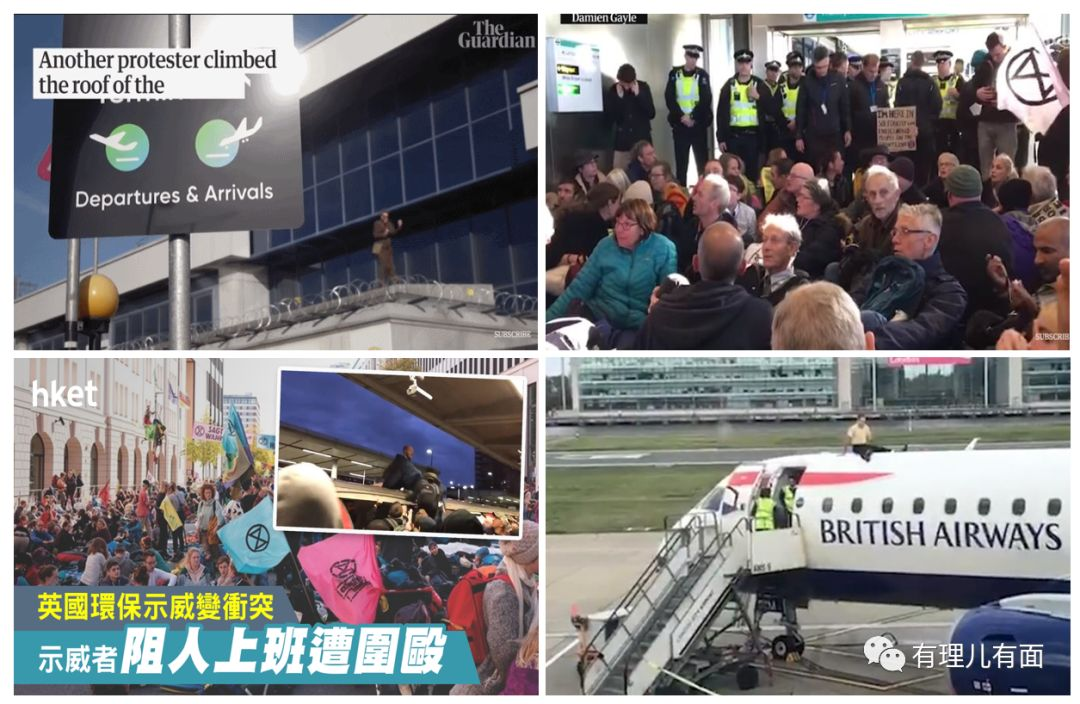 The
Guardian
Another protester climbed
the roof of the
Departures & Arrivals
SUBSCRIBE
Damien Gayle
SUBSCRIBE
hket
英國環保示威變衝突
示威者阻人上班遭圍毆
BRITISH AIRWAYS
有理儿有面